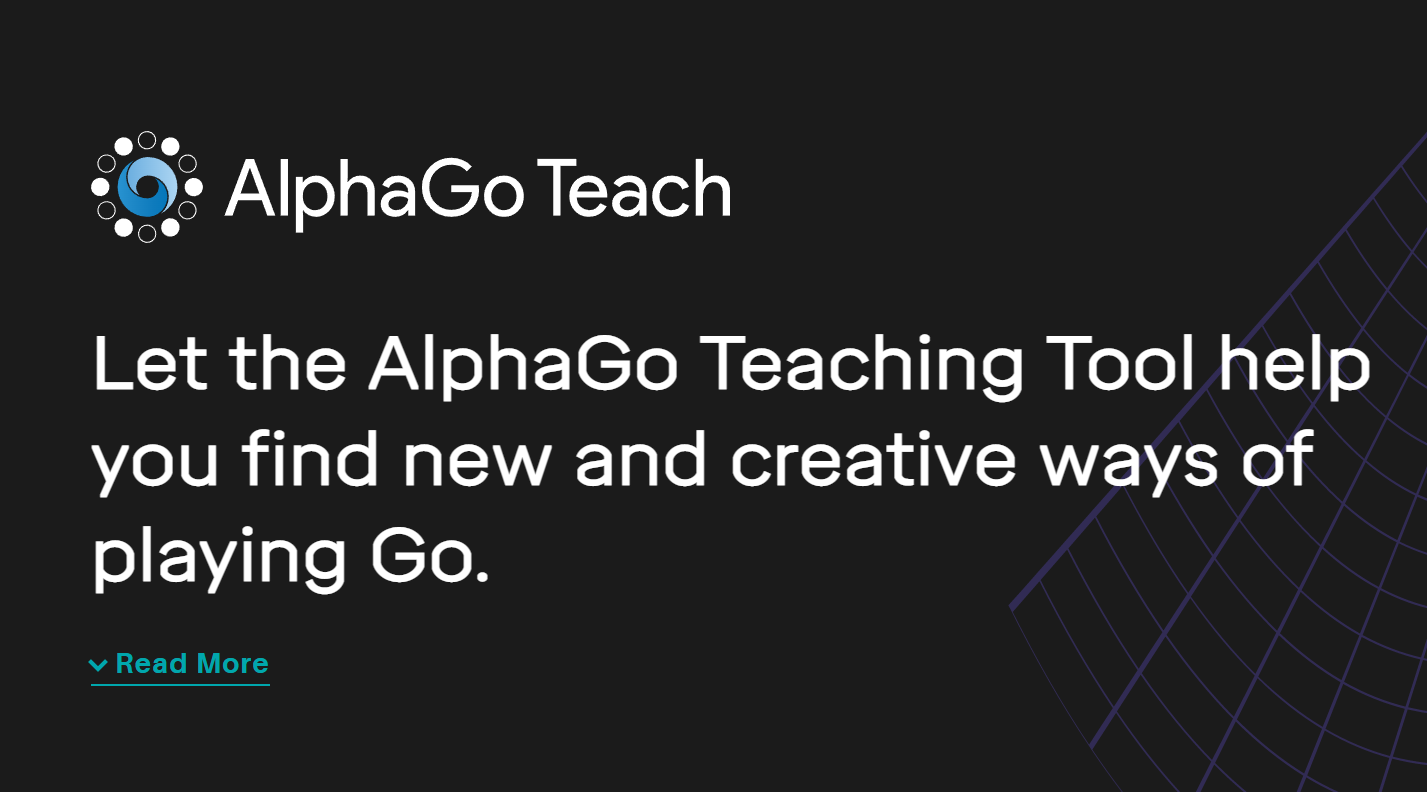 AlphaGo Teach
Let the AlphaGo Teaching Tool help
you find new and creative ways of
playing Go.
Read More